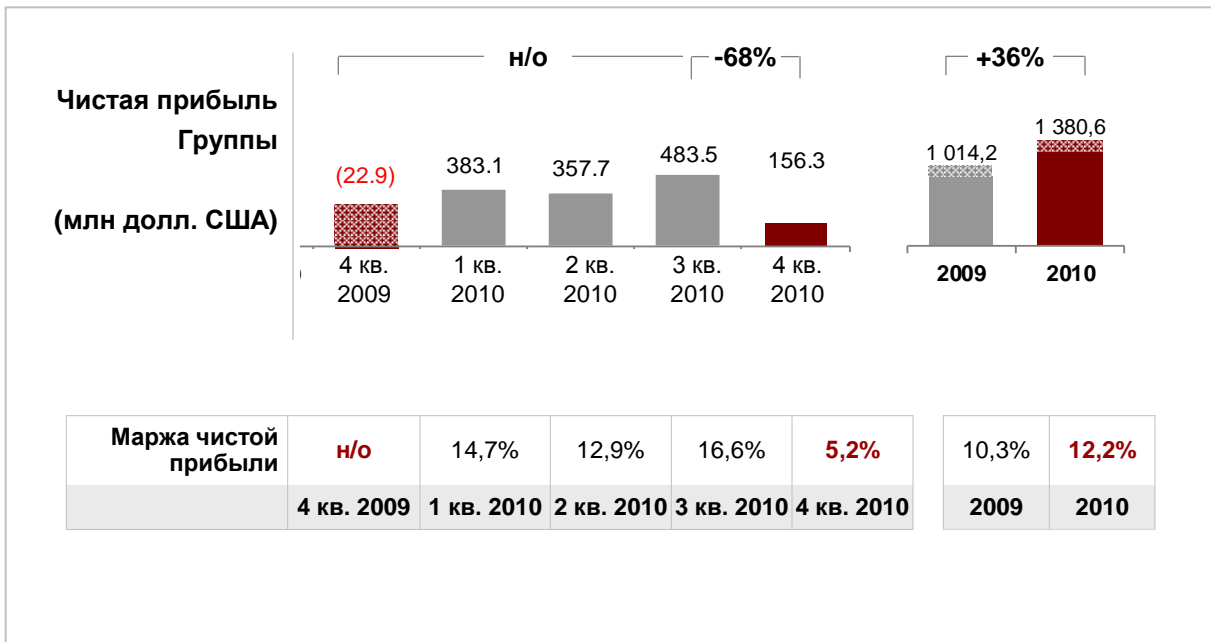 н/о
-68%
+36%
Чистая прибыль
Группы
(млн долл. США)
(22.9)
383.1
357.7
483.5
156.3
1 014,2
1 380,6
4 кв.
2009
1 кв.
2010
2 кв.
2010
3 кв.
2010
4 кв.
2010
2009
2010
Маржа чистой
прибыли
н/о
14,7%
12,9%
16,6%
5,2%
10,3%
12,2%
4 кв. 2009
1 кв. 2010
2 кв. 2010
3 кв. 2010
4 кв. 2010
2009
2010